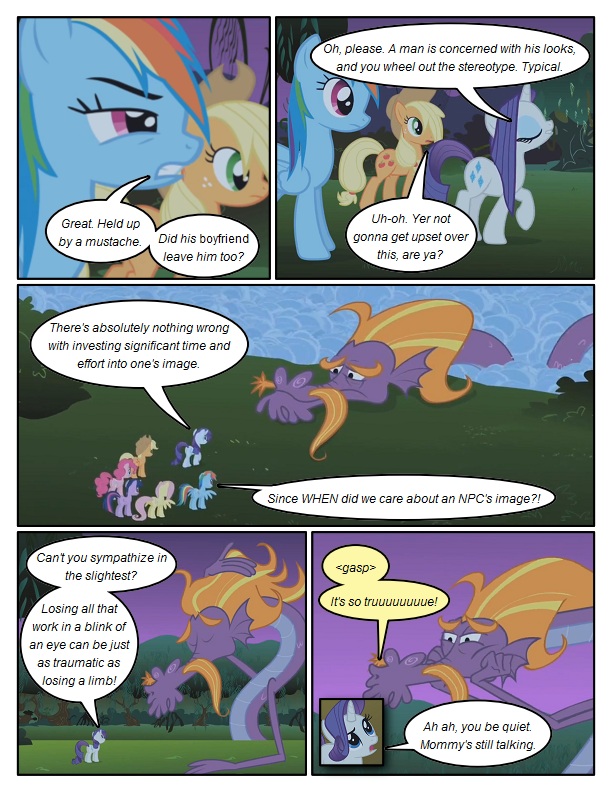 Great. Held up
by a mustache.
Did his boyfriend
leave him too?
Oh, please. A man is concerned with his looks,
and you wheel out the stereotype. Typical.
Uh-oh. Yer not
gonna get upset over
this, are ya?
There's absolutely nothing wrong
with investing significant time and
effort into one's image.
Since WHEN did we care about an NPC's image?!
Can't you sympathize in
the slightest?
Losing all that
work in a blink of
an eye can be just
as traumatic as
losing a limb!
<gasp>
It's so truuuuuuuuue!
Ah ah, you be quiet.
Mommy's still talking.